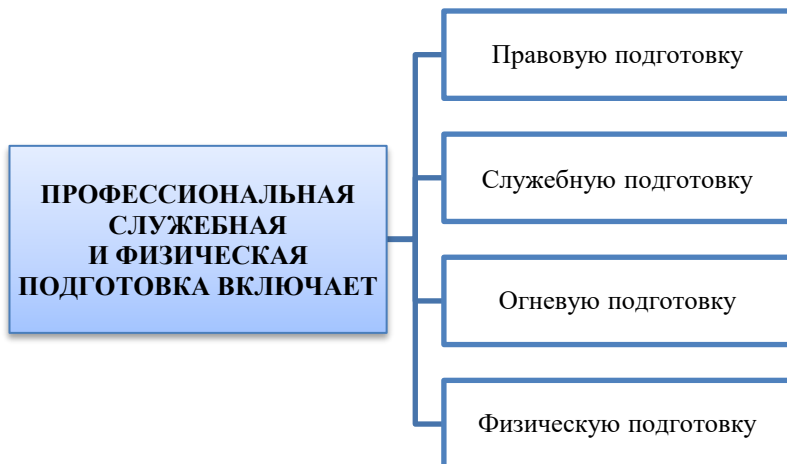 ПРОФЕССИОНАЛЬНАЯ
СЛУЖЕБНАЯ
И ФИЗИЧЕСКАЯ
ПОДГОТОВКА ВКЛЮЧАЕТ
Правовую подготовку
Служебную подготовку
Огневую подготовку
Физическую подготовку